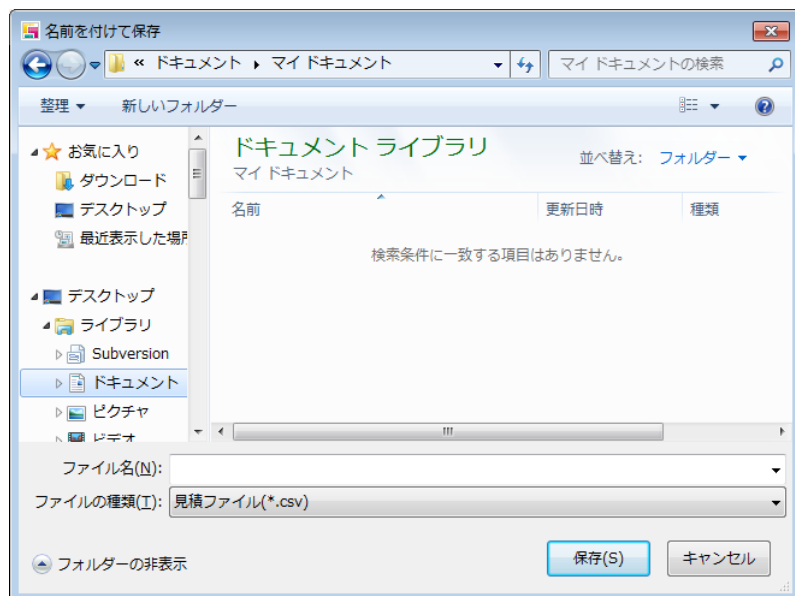 名前を付けて保存
« ドキュメント ▸ マイ ドキュメント マイ ドキュメントの検索
整理 新しいフォルダー
お気に入り
ダウンロード
デスクトップ
最近表示した場所
デスクトップ
ライブラリ
Subversion
ドキュメント
ピクチャ
ビデオ
ドキュメント ライブラリ
マイ ドキュメント
並べ替え: フォルダー
名前 更新日時 種類
検索条件に一致する項目はありません。
ファイル名(N):
ファイルの種類(T): 見積ファイル(*.csv)
フォルダーの非表示 保存(S) キャンセル